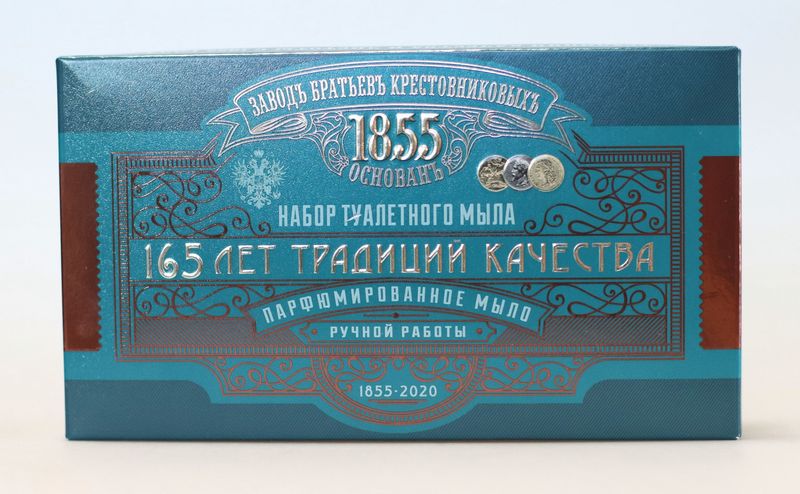 ЗАВОДЪ БРАТЬЕВЪ КРЕСТОВНИКОВЫХЪ
1855
ОСНОВАНЪ
НАБОР ТУАЛЕТНОГО МЫЛА
165 ЛЕТ ТРАДИЦИЙ КАЧЕСТВА
ПАРФЮМИРОВАННОЕ МЫЛО
РУЧНОЙ РАБОТЫ
1855-2020